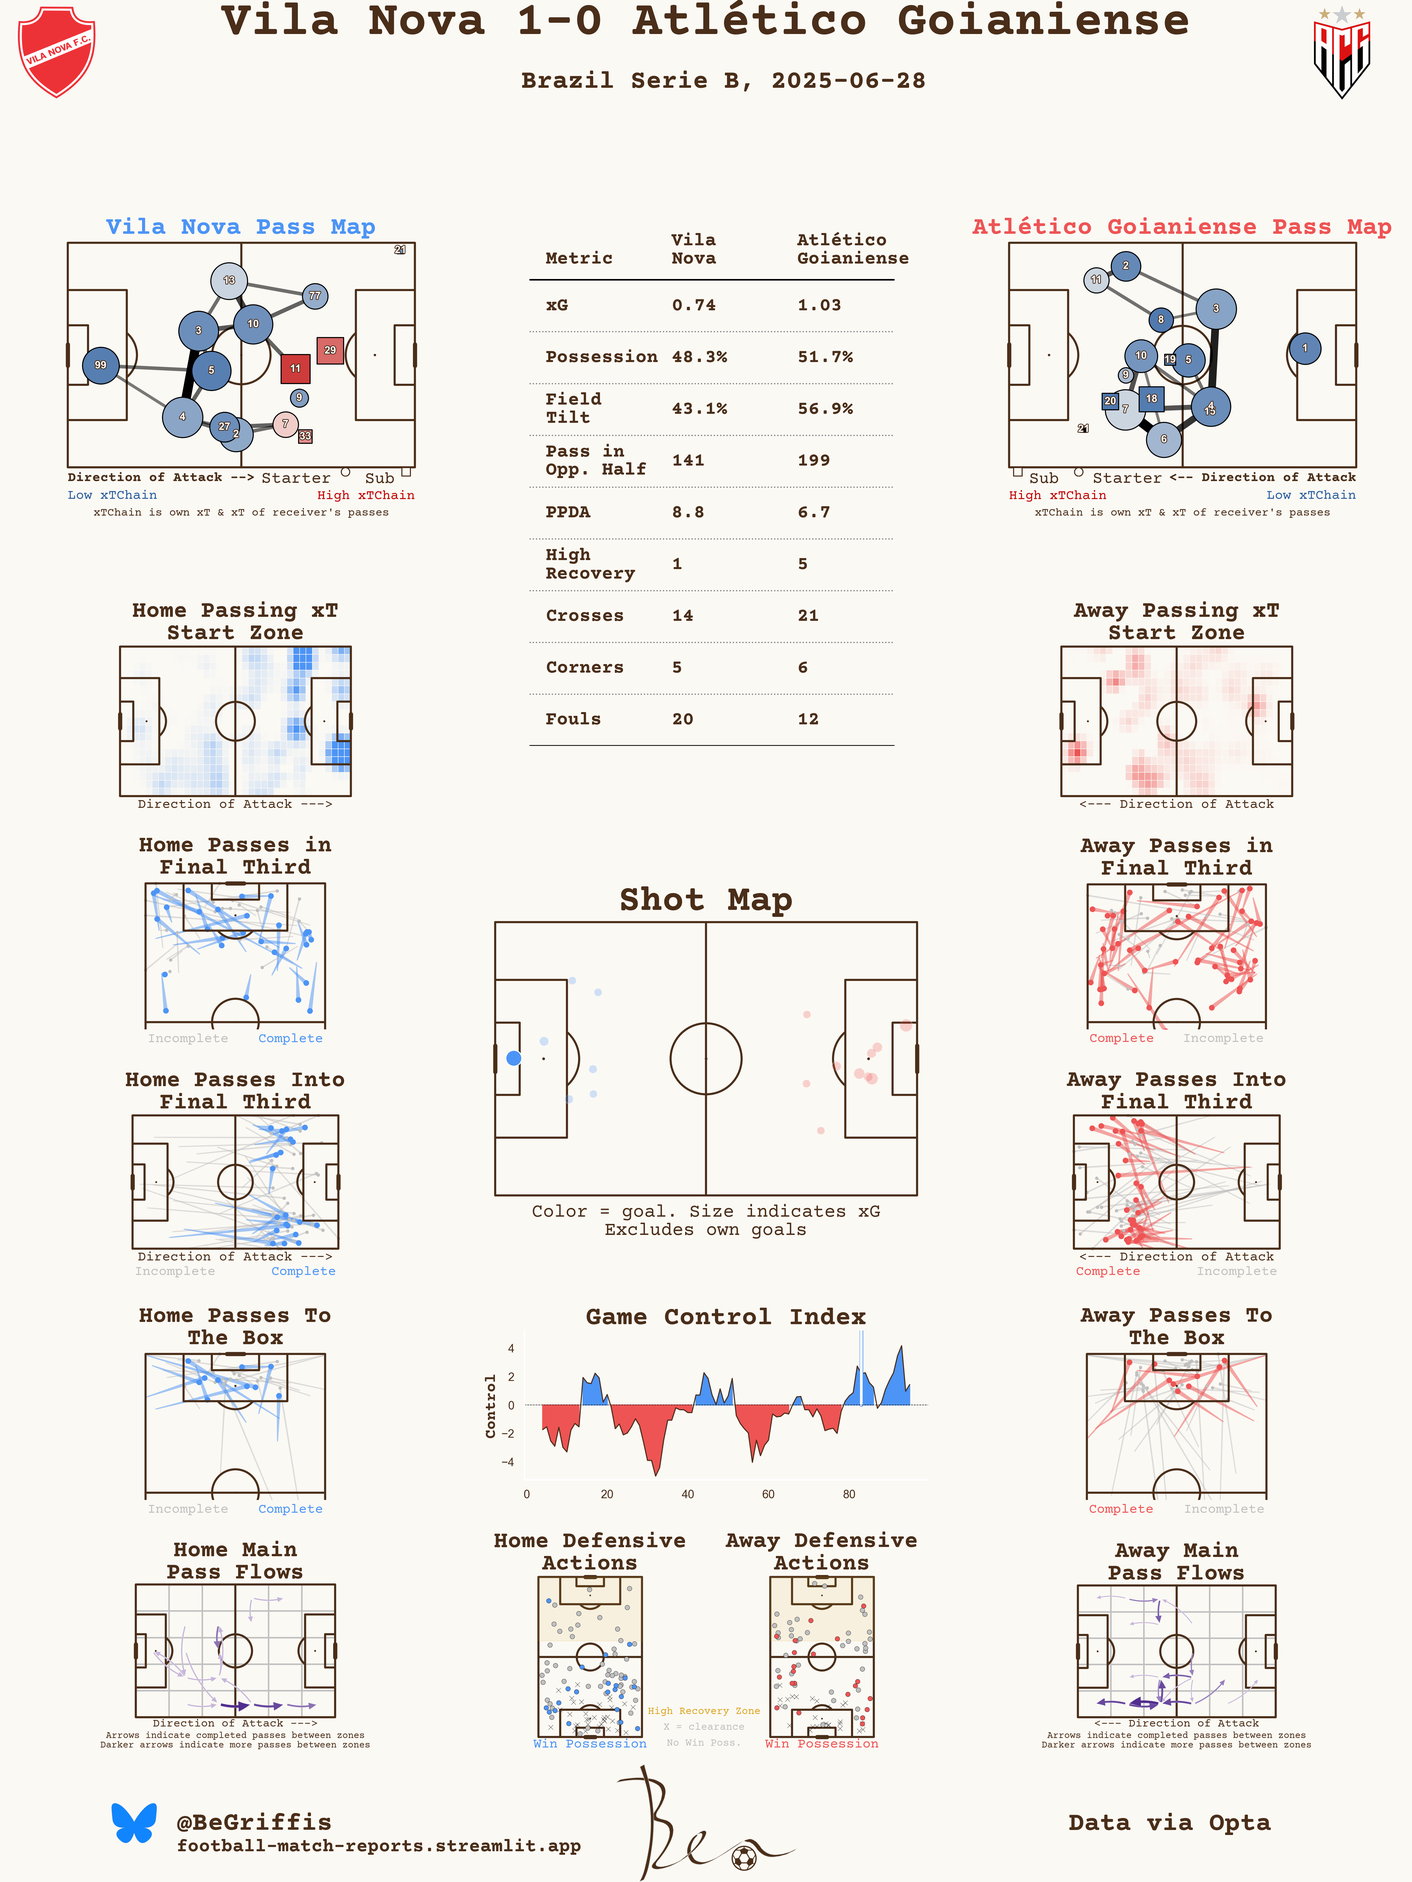 Vila Nova 1-0 Atlético Goianiense
Brazil Serie B, 2025-06-28
VILA NOVA F.C.
ACG
Vila Nova Pass Map
21
13
77
10
3
29
99
5
11
9
4
27
2
7
33
Direction of Attack --> Starter Sub
Low xTChain High xTChain
xTChain is own xT & xT of receiver's passes
Metric Vila Nova Atlético Goianiense
xG 0.74 1.03
Possession 48.3% 51.7%
Field Tilt 43.1% 56.9%
Pass in Opp. Half 141 199
PPDA 8.8 6.7
High Recovery 1 5
Crosses 14 21
Corners 5 6
Fouls 20 12
Atlético Goianiense Pass Map
2
11
3
8
1
10
19
5
9
20
18
7
4
21
6
Sub Starter <-- Direction of Attack
High xTChain Low xTChain
xTChain is own xT & xT of receiver's passes
Home Passing xT
Start Zone
Direction of Attack --->
Away Passing xT
Start Zone
<--- Direction of Attack
Home Passes in
Final Third
Incomplete Complete
Away Passes in
Final Third
Complete Incomplete
Shot Map
Color = goal. Size indicates xG
Excludes own goals
Home Passes Into
Final Third
Direction of Attack --->
Incomplete Complete
Away Passes Into
Final Third
<--- Direction of Attack
Complete Incomplete
Home Passes To
The Box
Incomplete Complete
Game Control Index
Control
4
2
0
−2
−4
0 20 40 60 80
Away Passes To
The Box
Complete Incomplete
Home Main
Pass Flows
Direction of Attack --->
Arrows indicate completed passes between zones
Darker arrows indicate more passes between zones
Home Defensive
Actions
Win Possession
High Recovery Zone
X = clearance
No Win Poss.
Away Defensive
Actions
Win Possession
Away Main
Pass Flows
<--- Direction of Attack
Arrows indicate completed passes between zones
Darker arrows indicate more passes between zones
@BeGriffis
football-match-reports.streamlit.app
Ben
Data via Opta